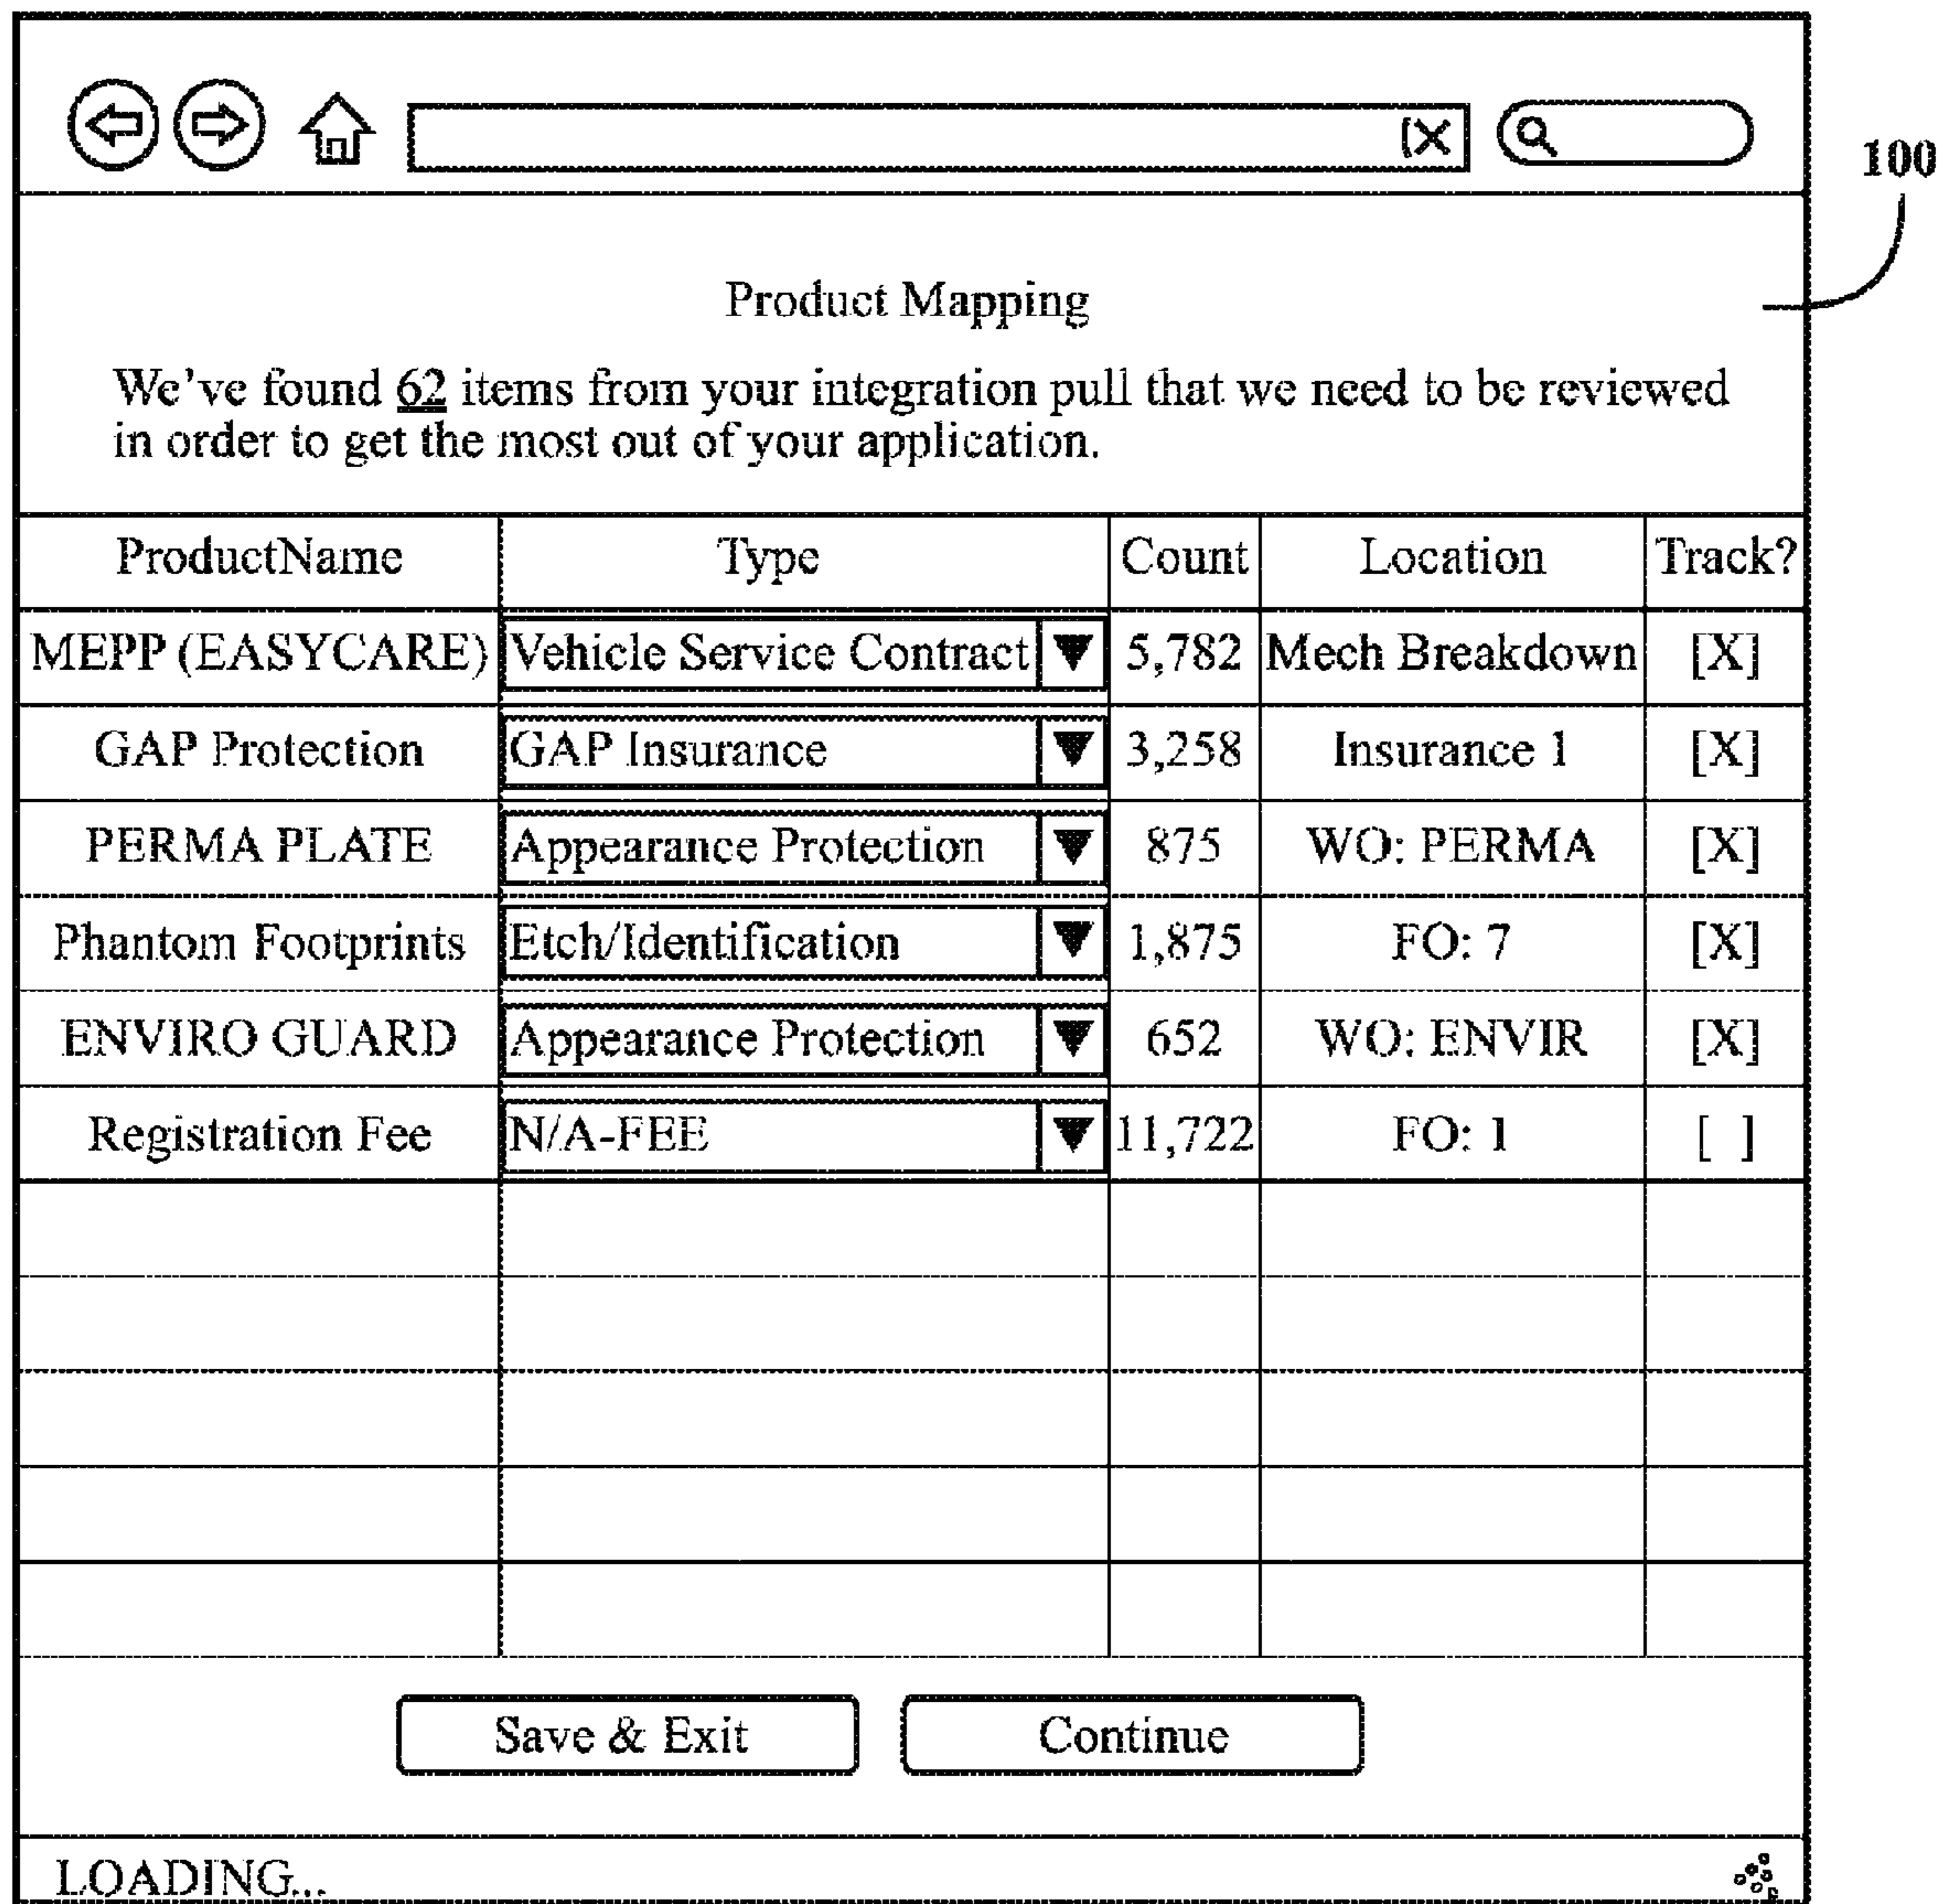 100
Product Mapping
We've found 62 items from your integration pull that we need to be reviewed
in order to get the most out of your application.
ProductName Type Count Location Track?
MEPP (EASYCARE) Vehicle Service Contract 5,782 Mech Breakdown [X]
GAP Protection GAP Insurance 3,258 Insurance 1 [X]
PERMA PLATE Appearance Protection 875 WO: PERMA [X]
Phantom Footprints Etch/Identification 1,875 FO: 7 [X]
ENVIRO GUARD Appearance Protection 652 WO: ENVIR [X]
Registration Fee N/A-FEE 11,722 FO: 1 [ ]
Save & Exit Continue
LOADING...